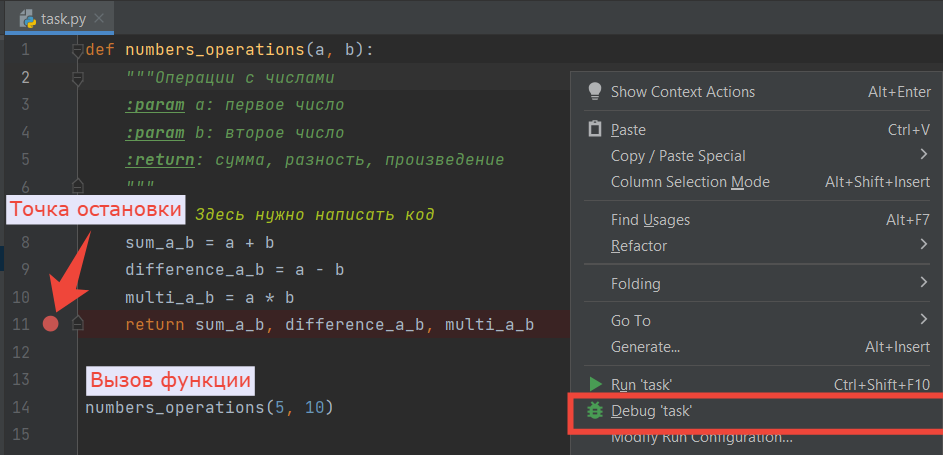 task.py
1 def numbers_operations(a, b):
2 """Операции с числами
3 :param a: первое число
4 :param b: второе число
5 :return: сумма, разность, произведение
6 """
Точка остановки
Здесь нужно написать код
8 sum_a_b = a + b
9 difference_a_b = a - b
10 multi_a_b = a * b
11 return sum_a_b, difference_a_b, multi_a_b
12
13 Вызов функции
14 numbers_operations(5, 10)
15
Show Context Actions Alt+Enter
Paste Ctrl+V
Copy / Paste Special
Column Selection Mode Alt+Shift+Insert
Find Usages Alt+F7
Refactor
Folding
Go To
Generate... Alt+Insert
Run 'task' Ctrl+Shift+F10
Debug 'task'
Modify Run Configuration...